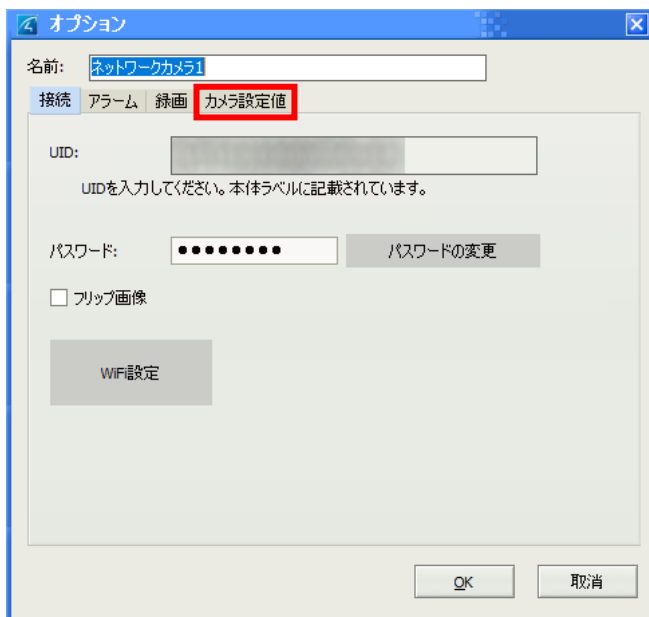 オプション
名前: ネットワークカメラ1
接続 アラーム 録画 カメラ設定値
UID:
UIDを入力してください。本体ラベルに記載されています。
パスワード: ●●●●●●●● パスワードの変更
フリップ画像
WiFi設定
OK 取消